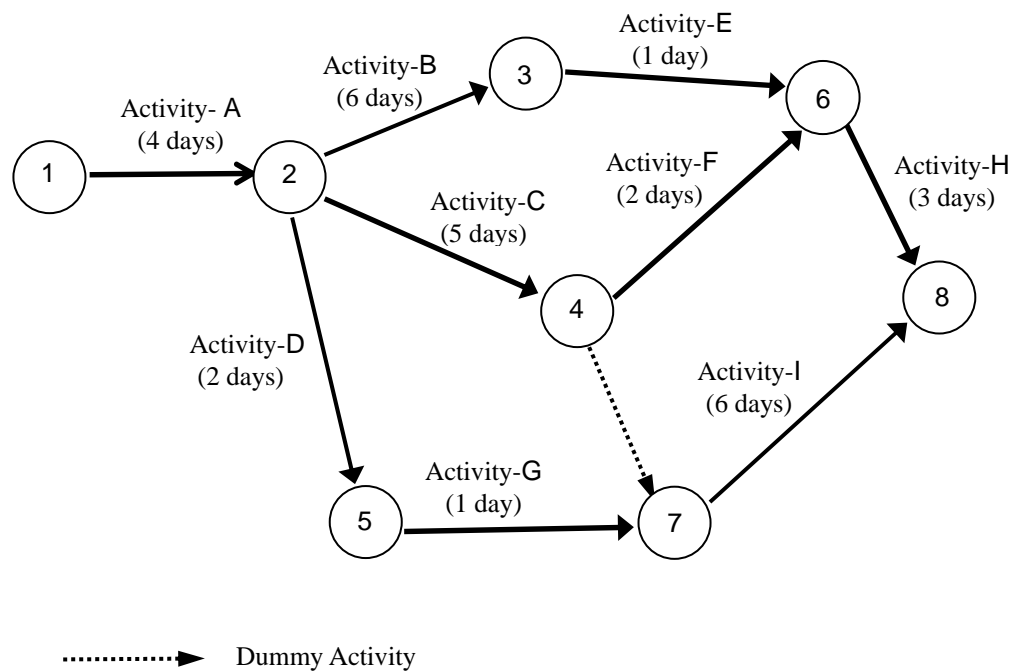 Activity-E
(1 day)
Activity-B
(6 days)
3
6
Activity- A
(4 days)
1
2
Activity-F
(2 days)
Activity-H
(3 days)
Activity-C
(5 days)
4
8
Activity-D
(2 days)
Activity-I
(6 days)
Activity-G
(1 day)
5
7
Dummy Activity